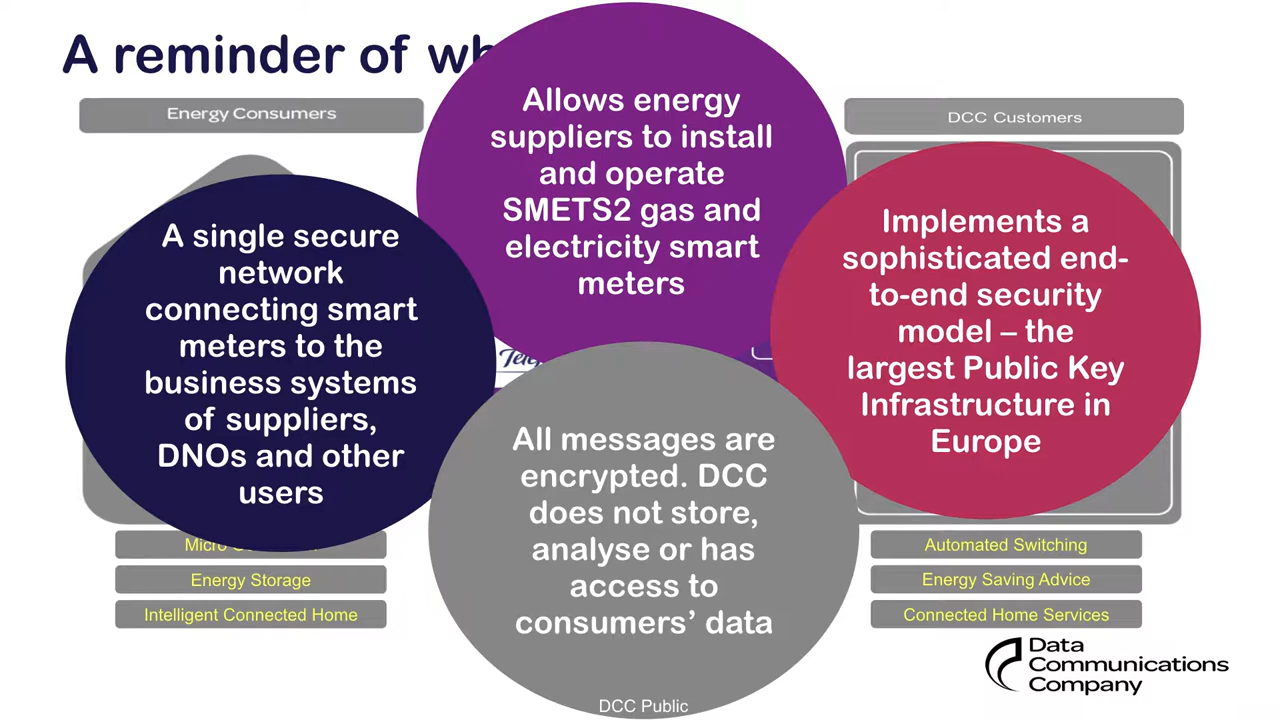 A reminder of
Energy Consumers
DCC Customers
Allows energy
suppliers to install
and operate
SMETS2 gas and
electricity smart
meters
A single secure
network
connecting smart
meters to the
business systems
of suppliers,
DNOs and other
users
Implements a
sophisticated end-
to-end security
model – the
largest Public Key
Infrastructure in
Europe
All messages are
encrypted. DCC
does not store,
analyse or has
access to
consumers’ data
Energy Storage
Intelligent Connected Home
Automated Switching
Energy Saving Advice
Connected Home Services
Data
Communications
Company
DCC Public